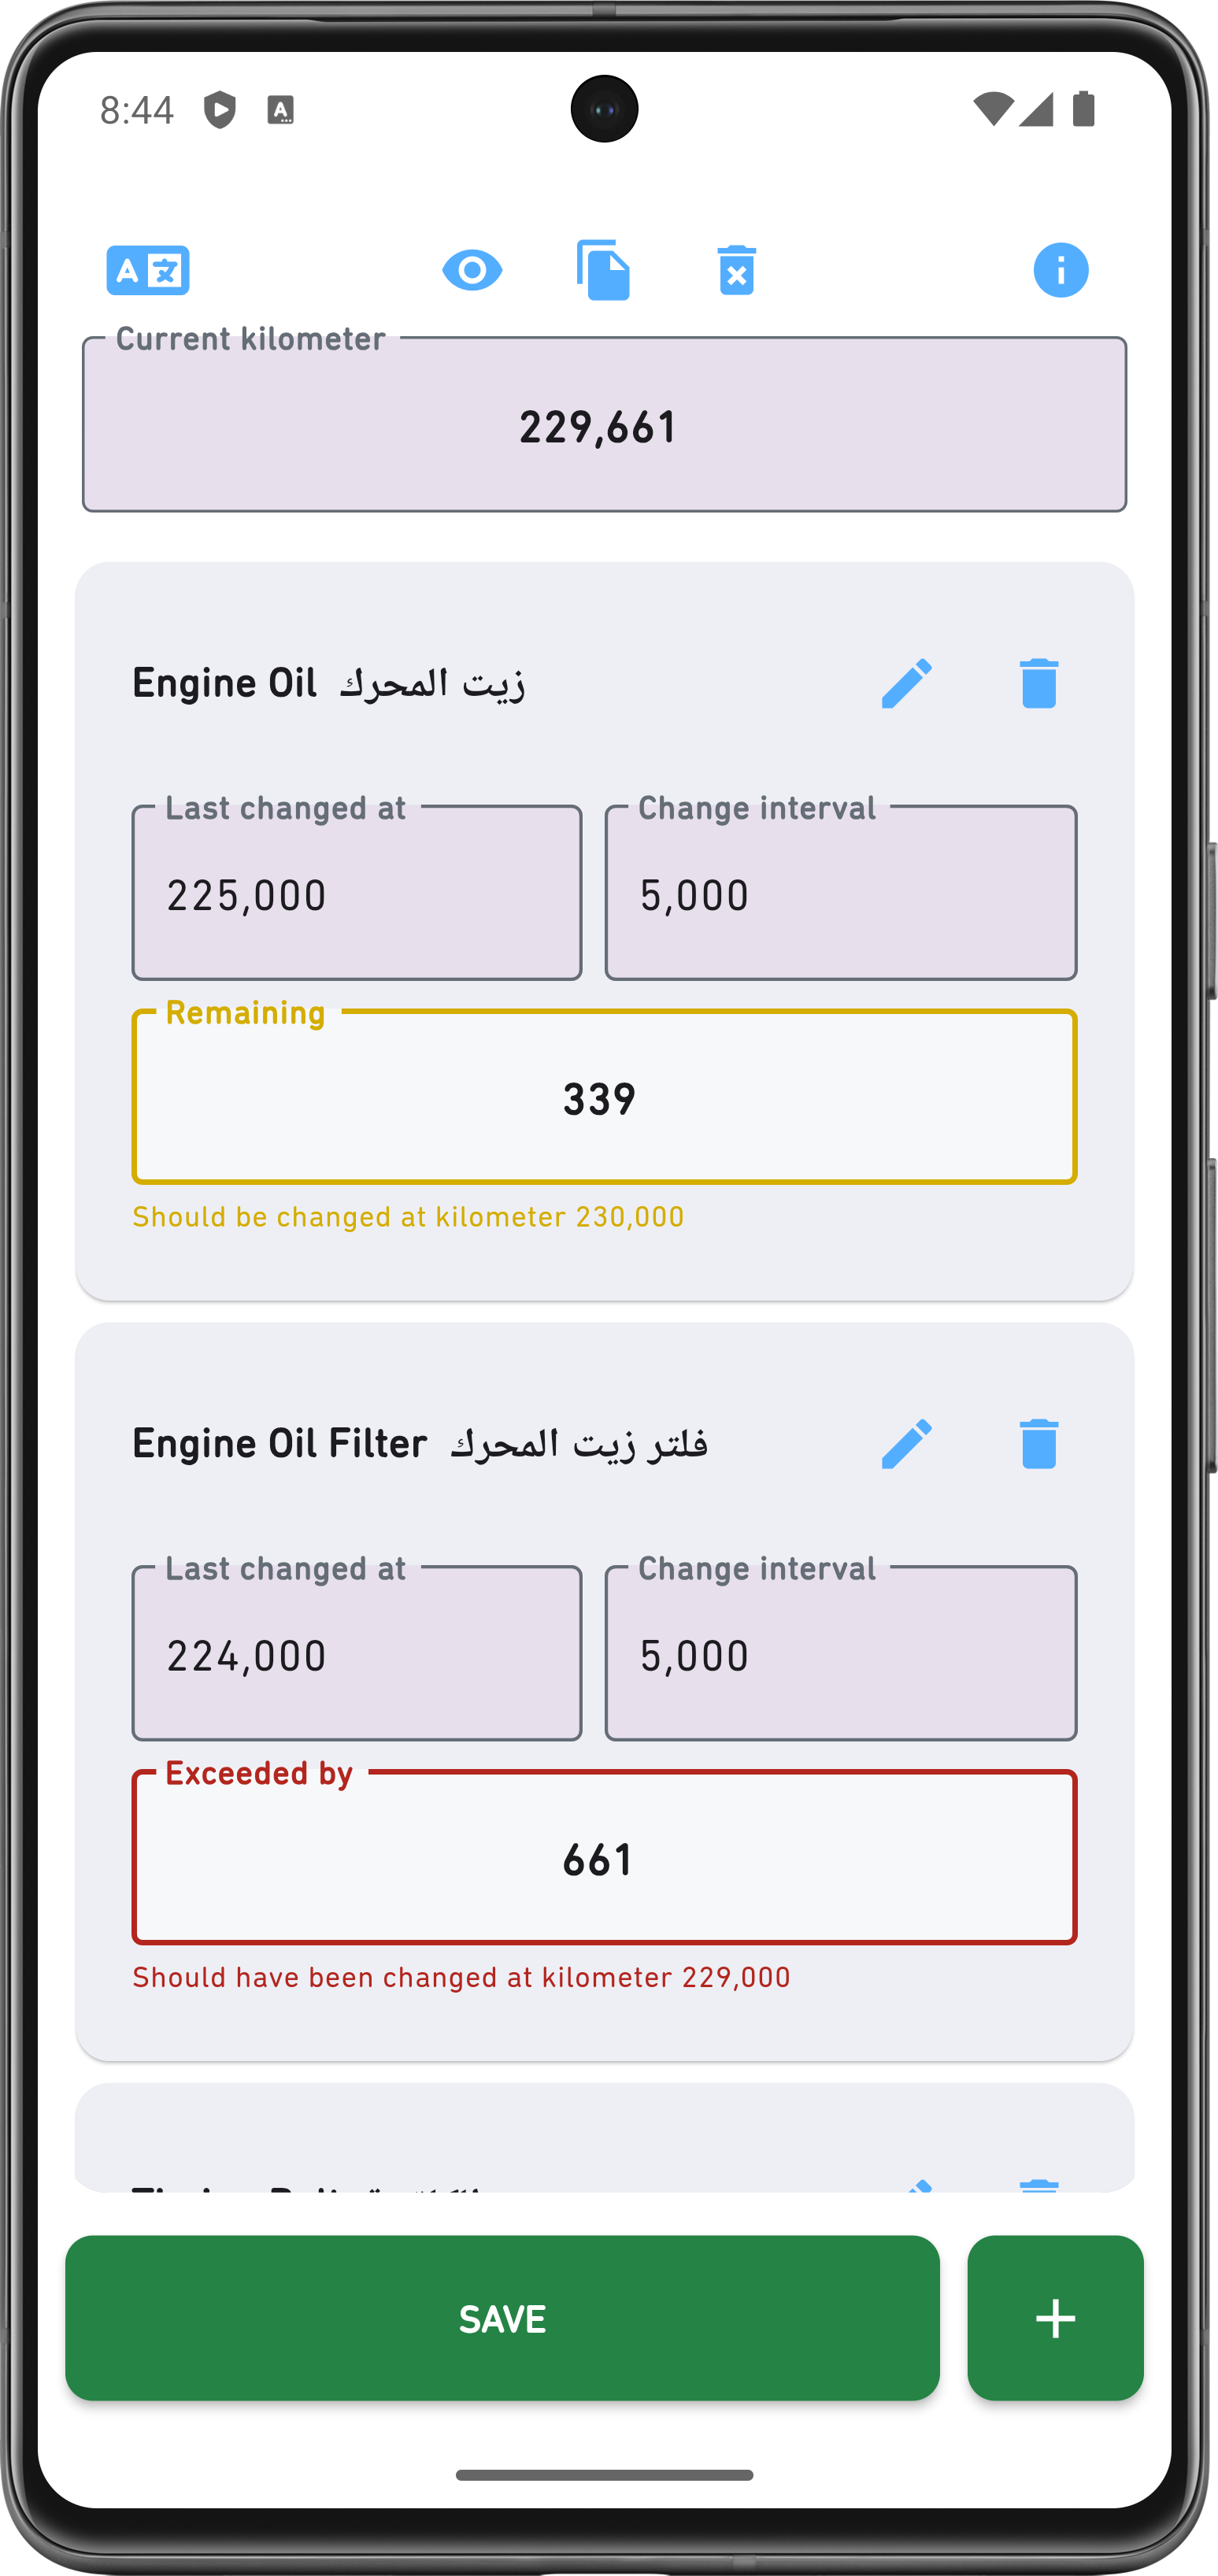 8:44
Current kilometer
229,661
Engine Oil زيت المحرك
Last changed at
Change interval
225,000
5,000
Remaining
339
Should be changed at kilometer 230,000
Engine Oil Filter فلتر زيت المحرك
Last changed at
Change interval
224,000
5,000
Exceeded by
661
Should have been changed at kilometer 229,000
SAVE